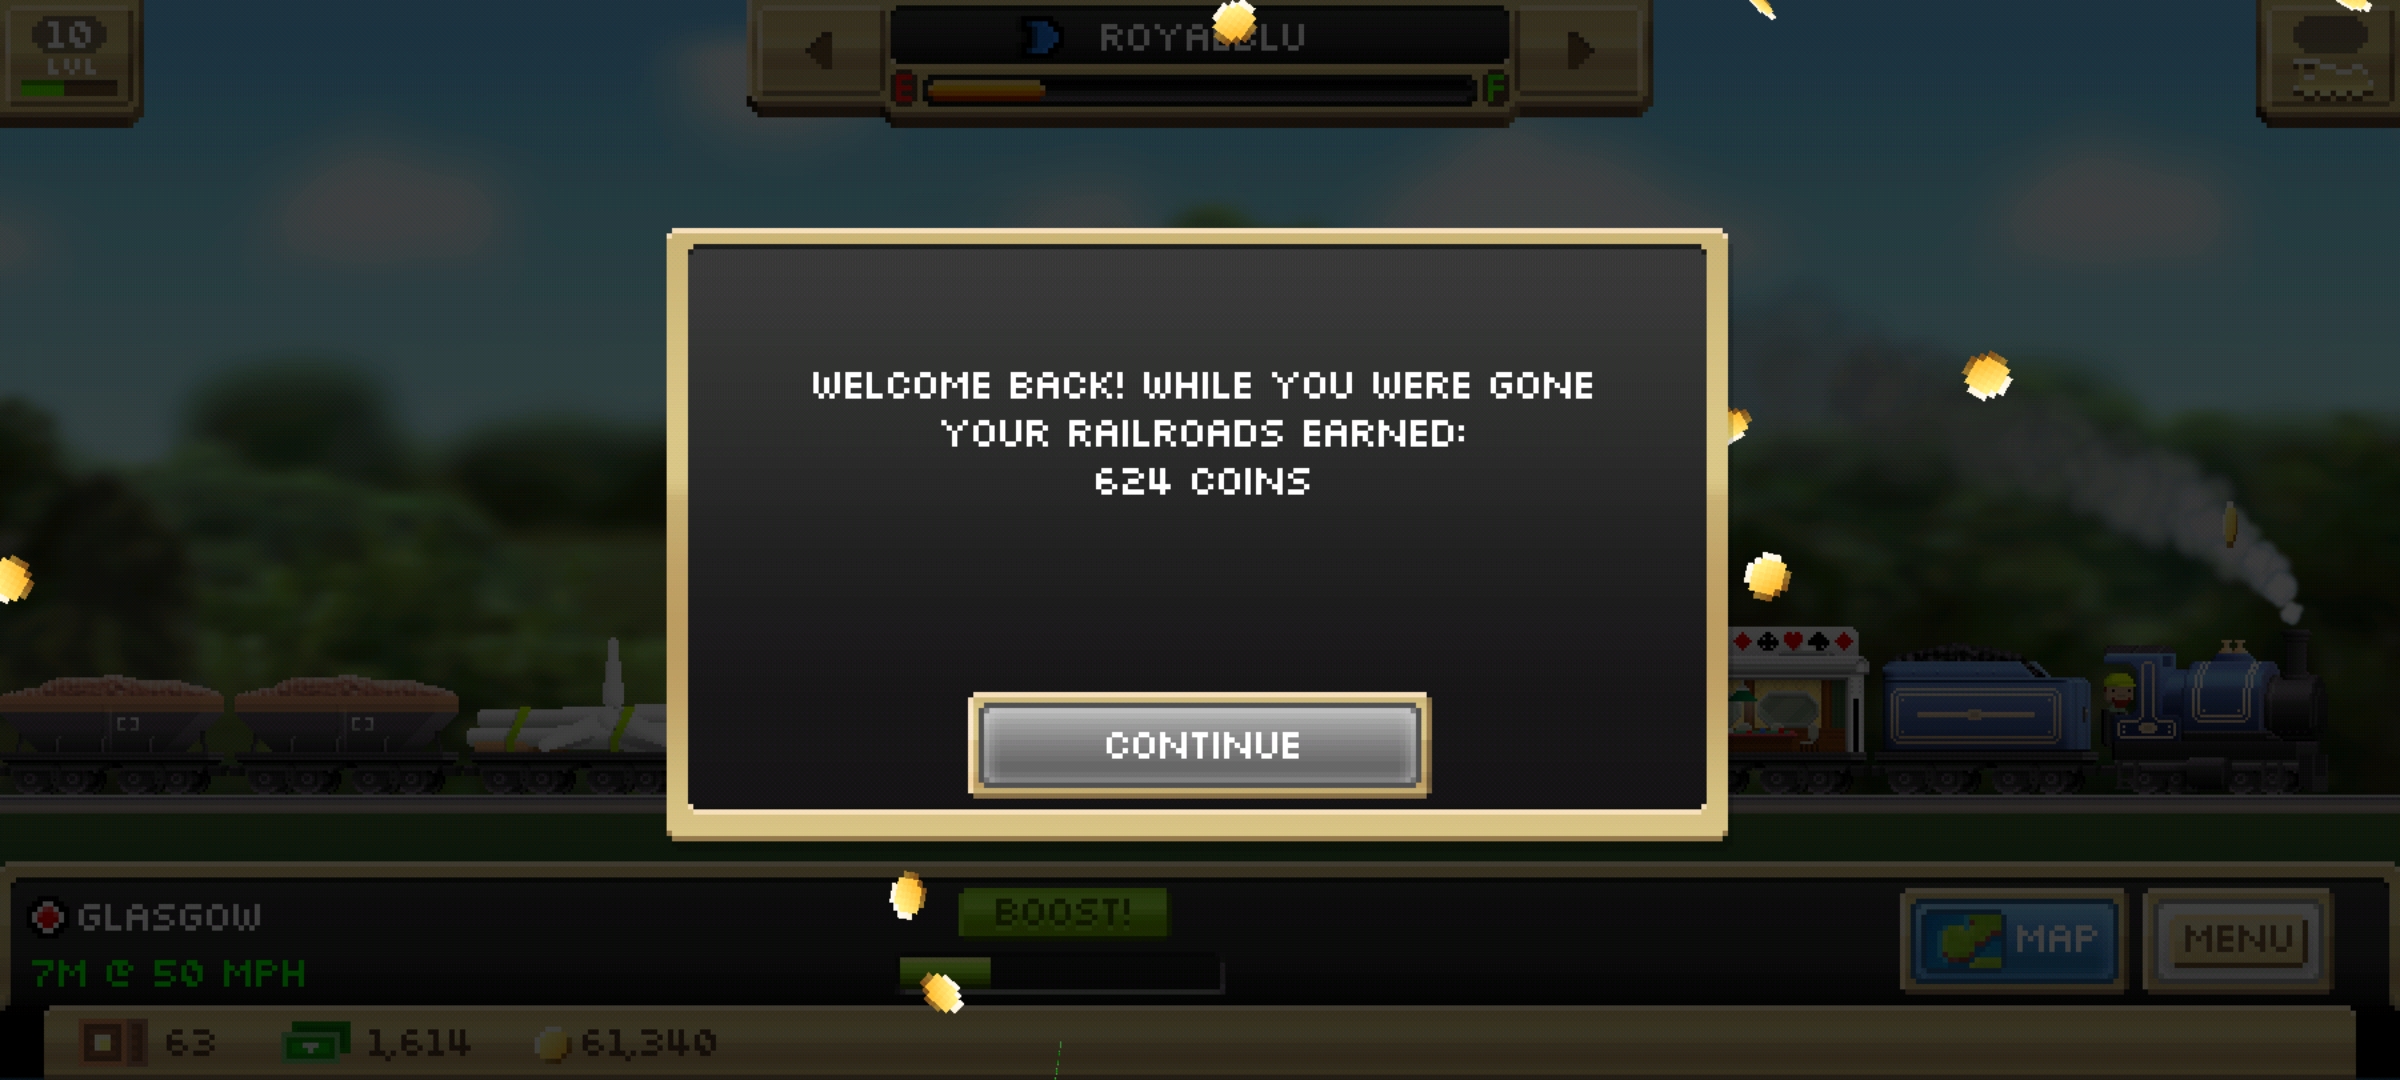 10
LVL
E
F
WELCOME BACK! WHILE YOU WERE GONE
YOUR RAILROADS EARNED:
624 COINS
CONTINUE
GLASGOW
7M @ 50 MPH
BOOST!
MAP
MENU
63
1,614
61,340